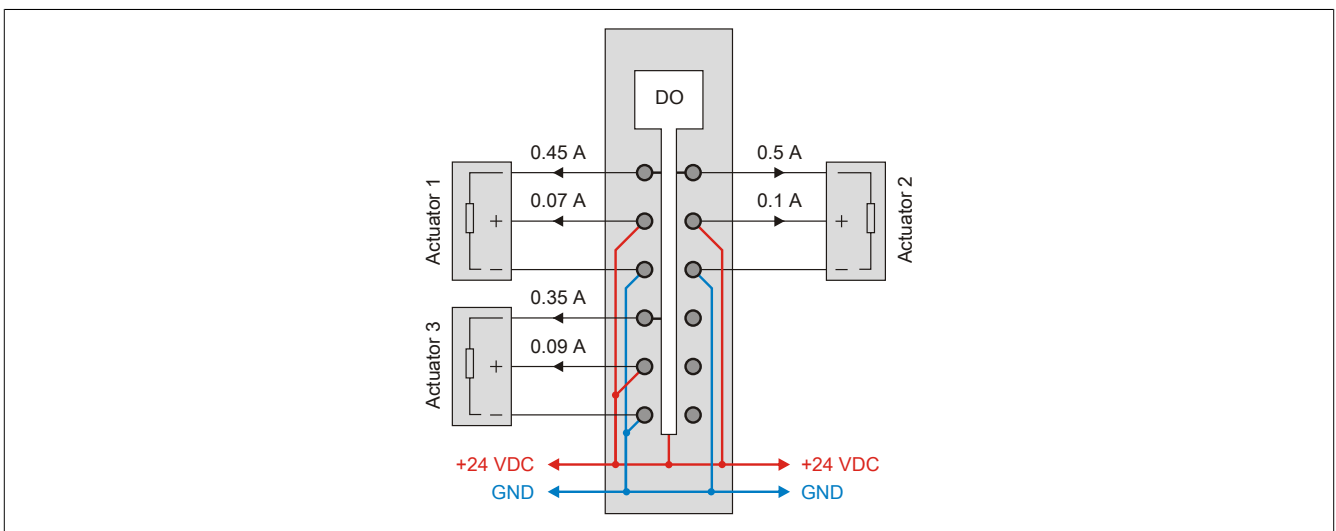 DO
0.45 A
0.5 A
Actuator 1
0.07 A
0.1 A
Actuator 2
+
+
–
–
0.35 A
Actuator 3
0.09 A
+
–
+24 VDC
+24 VDC
GND
GND